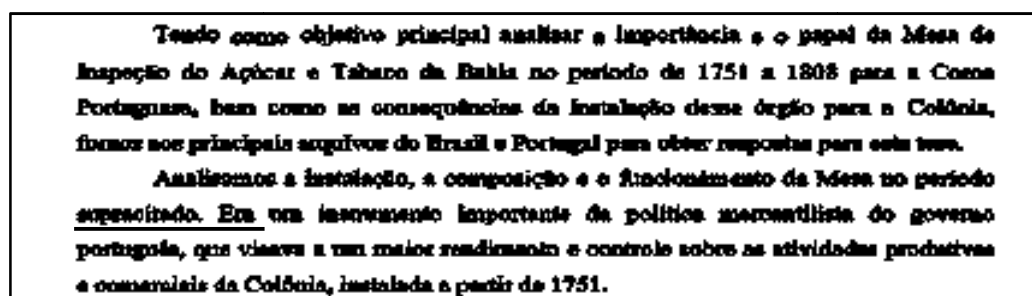 Tendo como objetivo principal analisar a importância e o papel da Mesa de
Inspeção do Açúcar e Tabaco da Bahia no período de 1751 a 1808 para a Coroa
Portuguesa, bem como as consequências da instalação desse órgão para a Colônia,
fomos aos principais arquivos do Brasil e Portugal para obter respostas para esta tese.
Analisamos a instalação, a composição e o funcionamento da Mesa no período
supracitado. Era um instrumento importante da política mercantilista do governo
português, que visava a um maior rendimento e controle sobre as atividades produtivas
e comerciais da Colônia, instalada a partir de 1751.